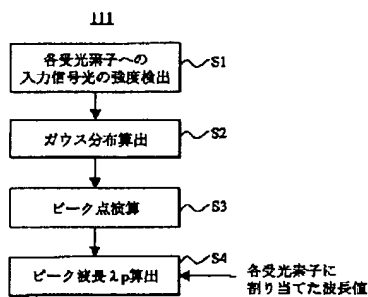 111
各受光素子への
入力信号光の強度検出
S1
ガウス分布算出
S2
ピーク点演算
S3
ピーク波長λp算出
S4
各受光素子に
割り当てた波長値